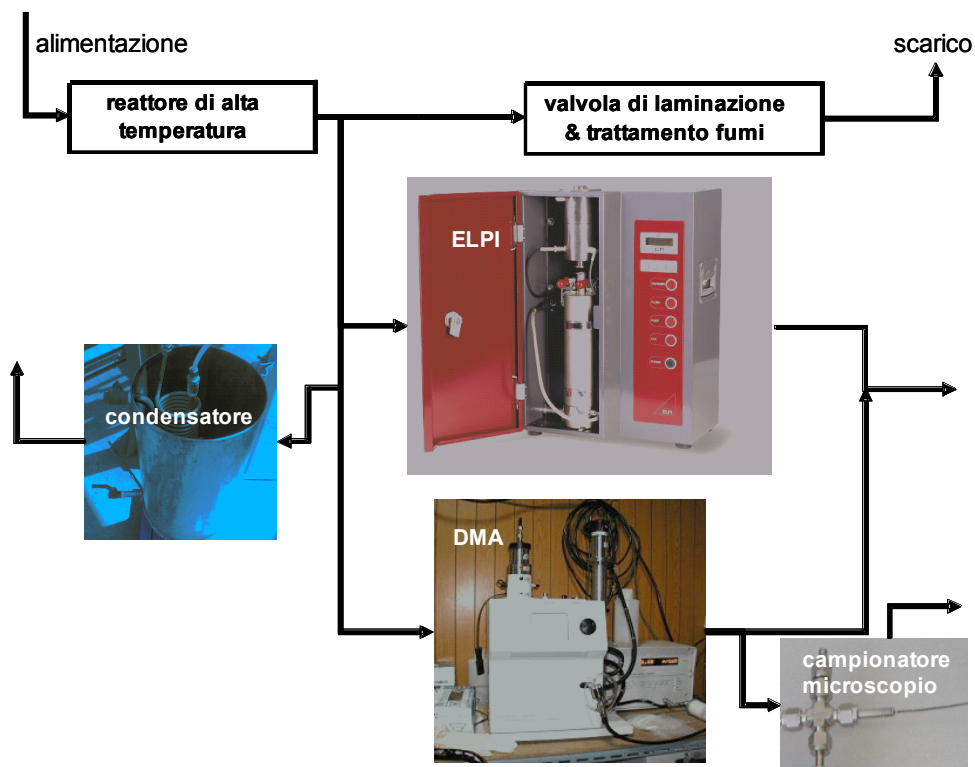 alimentazione
scarico
reattore di alta
temperatura
valvola di laminazione
& trattamento fumi
ELPI
condensatore
DMA
campionatore
microscopio